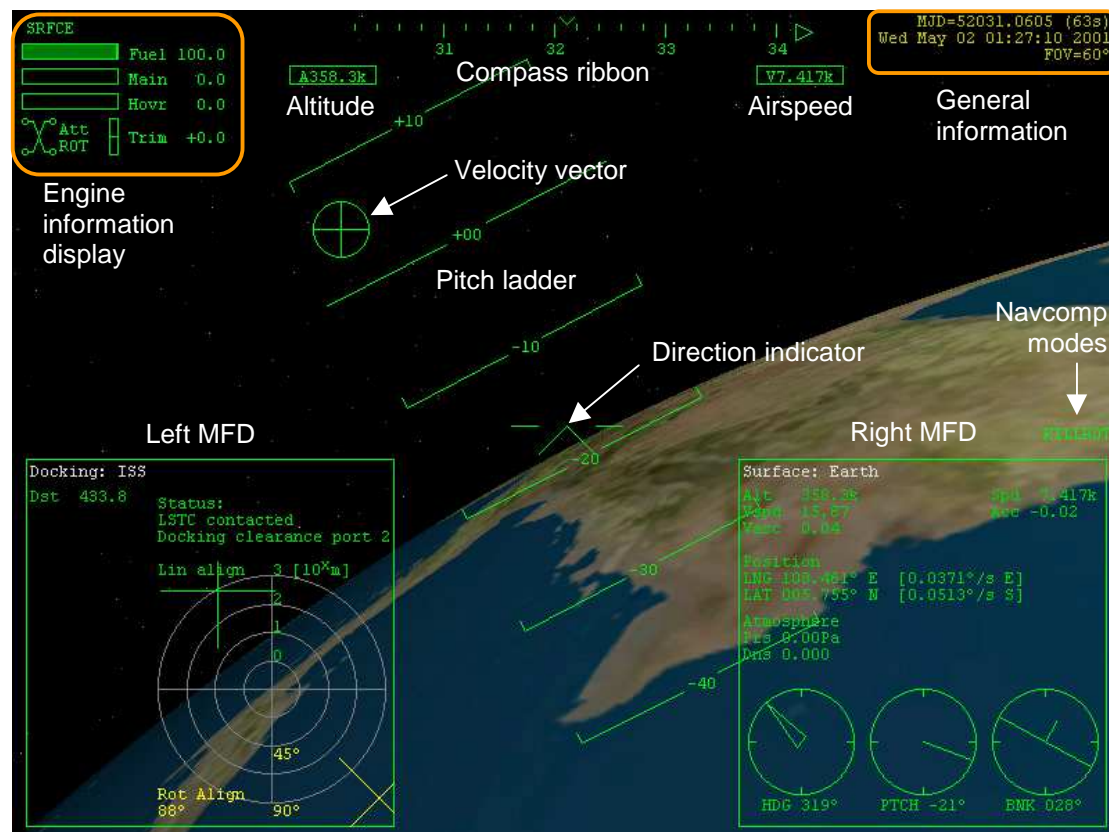 SRFCE
Fuel 100.0
Main 0.0
Hovr 0.0
Att
ROT
Trim +0.0
Engine
information
display
31 32 33 34
A358.3k
Altitude
Compass ribbon
V7.417k
Airspeed
MJD=52031.0605 (63s)
Wed May 02 01:27:10 2001
FOV=60°
General
information
+10
Velocity vector
+00
Pitch ladder
-10
Direction indicator
Navcomp
modes
KILLROT
-20
-30
-40
Left MFD
Docking: ISS
Dst 433.8
Status:
LSTC contacted
Docking clearance port 2
Lin align 3 [10xm]
2
1
0
45°
Rot Align
88° 90°
Right MFD
Surface: Earth
Alt 358.3k Spd 7.417k
Vspd 15.87 Acc -0.02
Vacc 0.04
Position
LNG 100.461° E [0.0371°/s E]
LAT 005.755° N [0.0513°/s S]
Atmosphere
Prs 0.00Pa
Dns 0.000
HDG 319° PTCH -21° BNK 028°